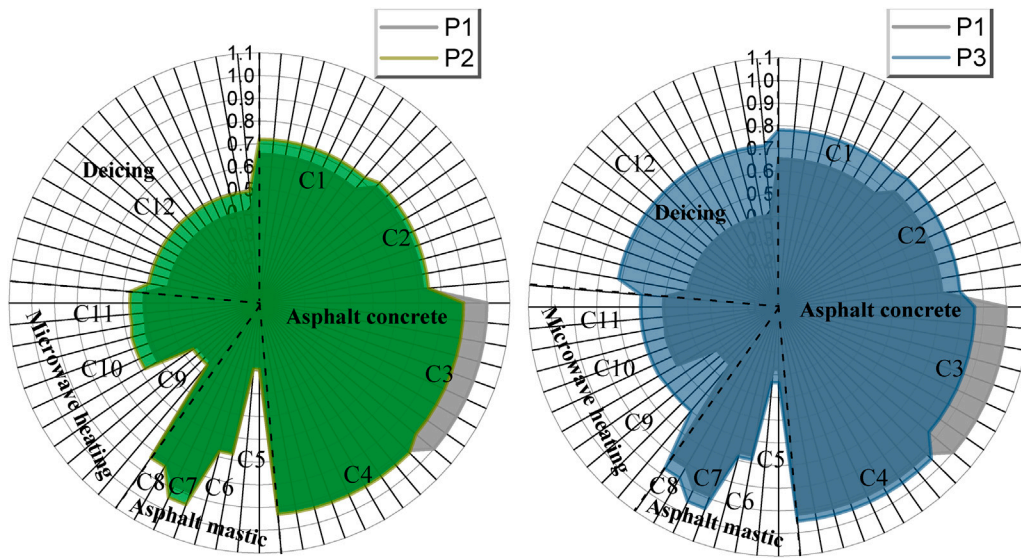 P1
P2
1.1
1.0
0.9
0.8
0.7
0.6
0.5
Deicing
C12
C1
C2
C11
Asphalt concrete
C3
C10
C9
Microwave heating
C4
C5
C6
C7
C8
Asphalt mastic
P1
P3
1.1
1.0
0.9
0.8
0.7
0.6
0.5
0.4
C12
C1
Deicing
C2
C11
Asphalt concrete
C10
C3
C9
Microwave heating
C4
C5
C6
C7
C8
Asphalt mastic